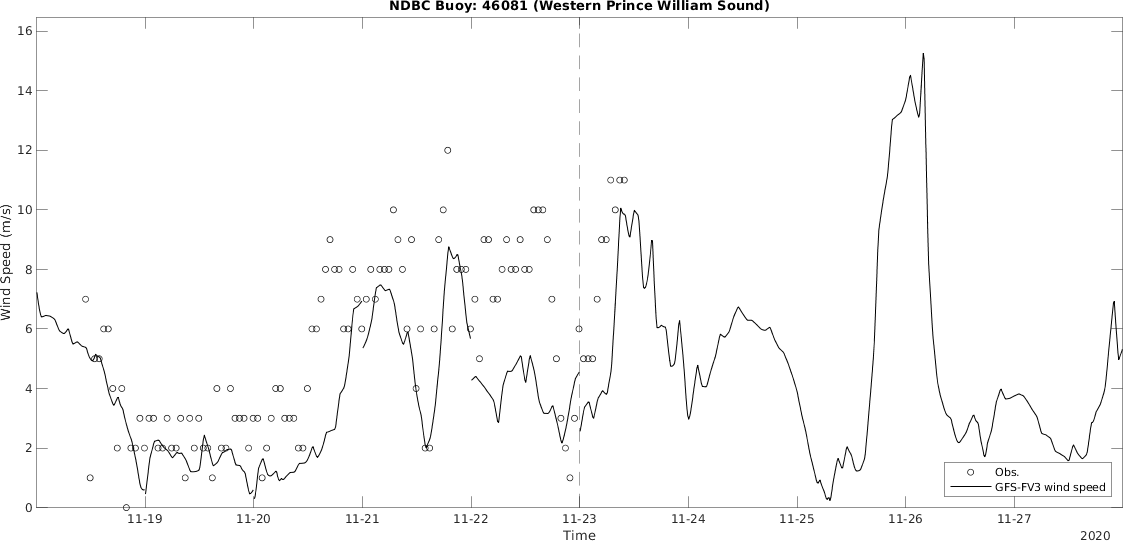 NDBC Buoy: 46081 (Western Prince William Sound)
16
14
12
10
8
6
4
2
0
Wind Speed (m/s)
Obs.
GFS-FV3 wind speed
11-19 11-20 11-21 11-22 11-23 11-24 11-25 11-26 11-27
Time
2020